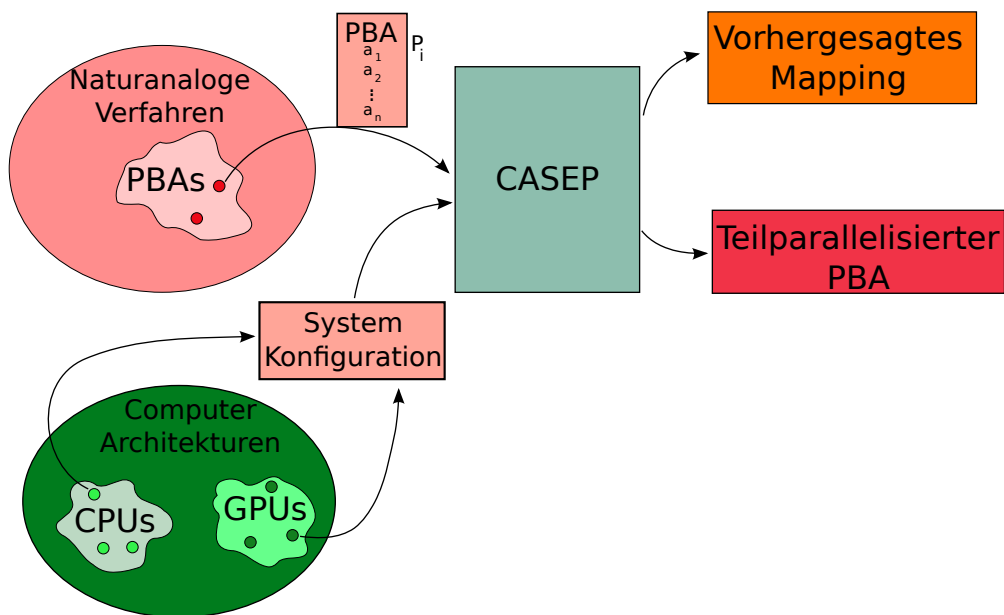 Naturanaloge
Verfahren
PBAs
PBA
a1
a2
⋮
an
Pi
CASEP
Vorhergesagtes
Mapping
Teilparallelisierter
PBA
System
Konfiguration
Computer
Architekturen
CPUs
GPUs